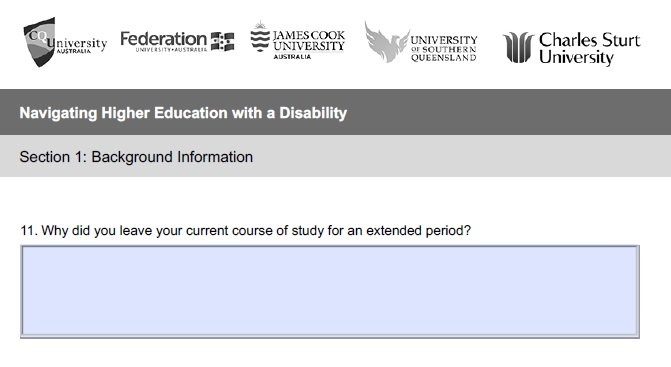 CQUniversity
AUSTRALIA
Federation
UNIVERSITY•AUSTRALIA
JAMES COOK
UNIVERSITY
AUSTRALIA
UNIVERSITY
OF SOUTHERN
QUEENSLAND
Charles Sturt
University
Navigating Higher Education with a Disability
Section 1: Background Information
11. Why did you leave your current course of study for an extended period?